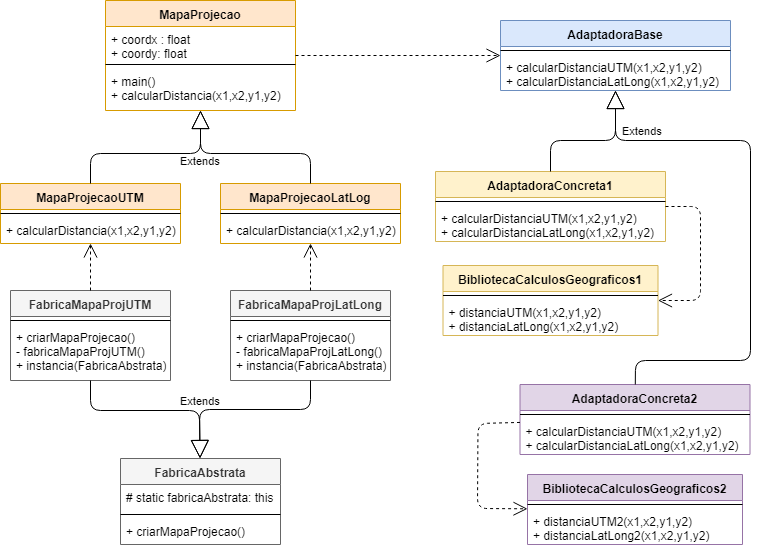 MapaProjecao
+ coordx : float
+ coordy: float
+ main()
+ calcularDistancia(x1,x2,y1,y2)
AdaptadoraBase
+ calcularDistanciaUTM(x1,x2,y1,y2)
+ calcularDistanciaLatLong(x1,x2,y1,y2)
Extends
Extends
MapaProjecaoUTM
+ calcularDistancia(x1,x2,y1,y2)
MapaProjecaoLatLog
+ calcularDistancia(x1,x2,y1,y2)
AdaptadoraConcreta1
+ calcularDistanciaUTM(x1,x2,y1,y2)
+ calcularDistanciaLatLong(x1,x2,y1,y2)
BibliotecaCalculosGeograficos1
+ distanciaUTM(x1,x2,y1,y2)
+ distanciaLatLong(x1,x2,y1,y2)
FabricaMapaProjUTM
+ criarMapaProjecao()
- fabricaMapaProjUTM()
+ instancia(FabricaAbstrata)
FabricaMapaProjLatLong
+ criarMapaProjecao()
- fabricaMapaProjLatLong()
+ instancia(FabricaAbstrata)
Extends
AdaptadoraConcreta2
+ calcularDistanciaUTM(x1,x2,y1,y2)
+ calcularDistanciaLatLong(x1,x2,y1,y2)
FabricaAbstrata
# static fabricaAbstrata: this
+ criarMapaProjecao()
BibliotecaCalculosGeograficos2
+ distanciaUTM2(x1,x2,y1,y2)
+ distanciaLatLong2(x1,x2,y1,y2)